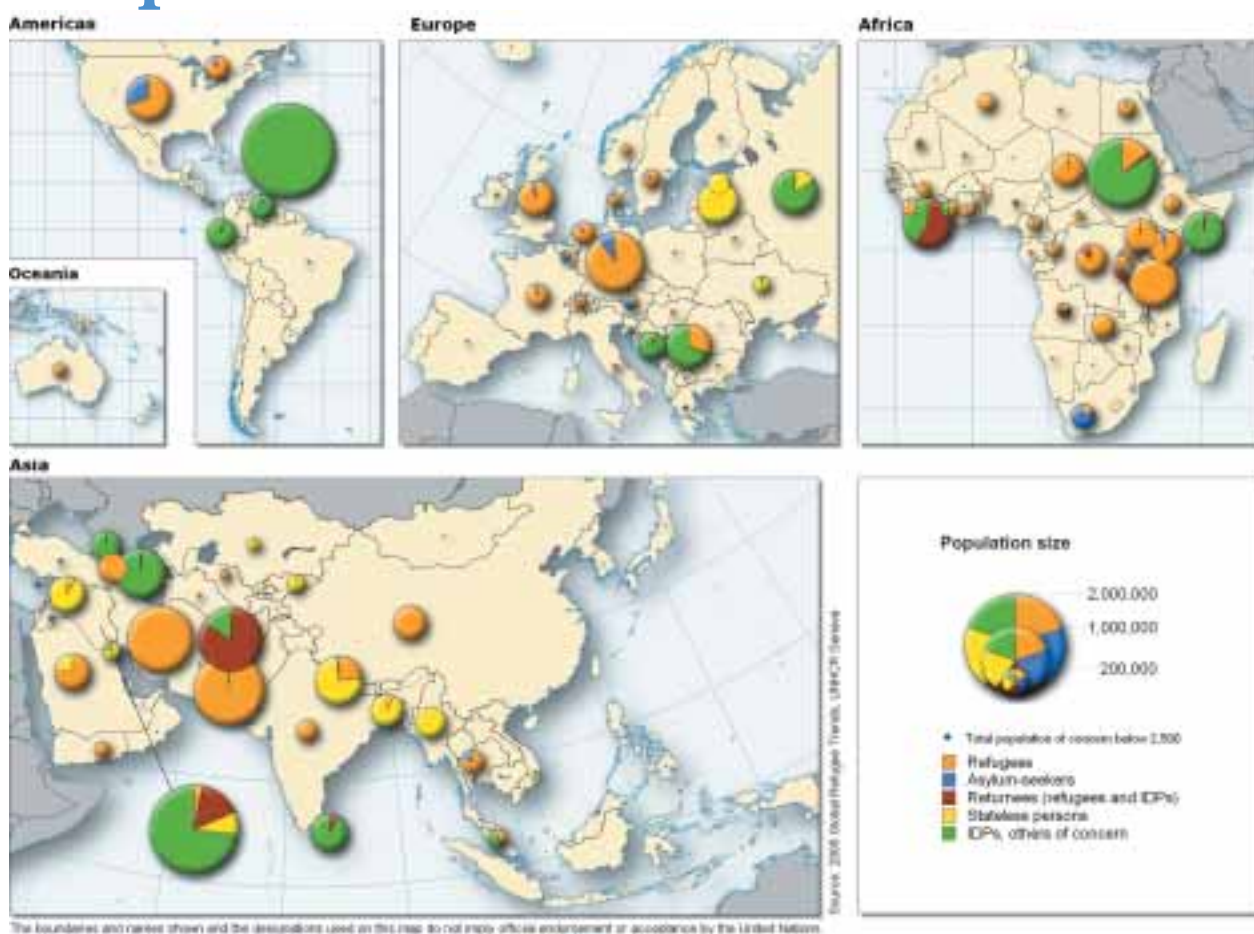 Americas
Europe
Africa
Oceania
Asia
Population size
2,000,000
1,000,000
200,000
Total population of concern below 2,500
Refugees
Asylum-seekers
Returnees (refugees and IDPs)
Stateless persons
IDPs, others of concern
Global Refugee Trends, UNHCR Geneva
The boundaries and names shown and the designations used on this map do not imply official endorsement or acceptance by the United Nations.